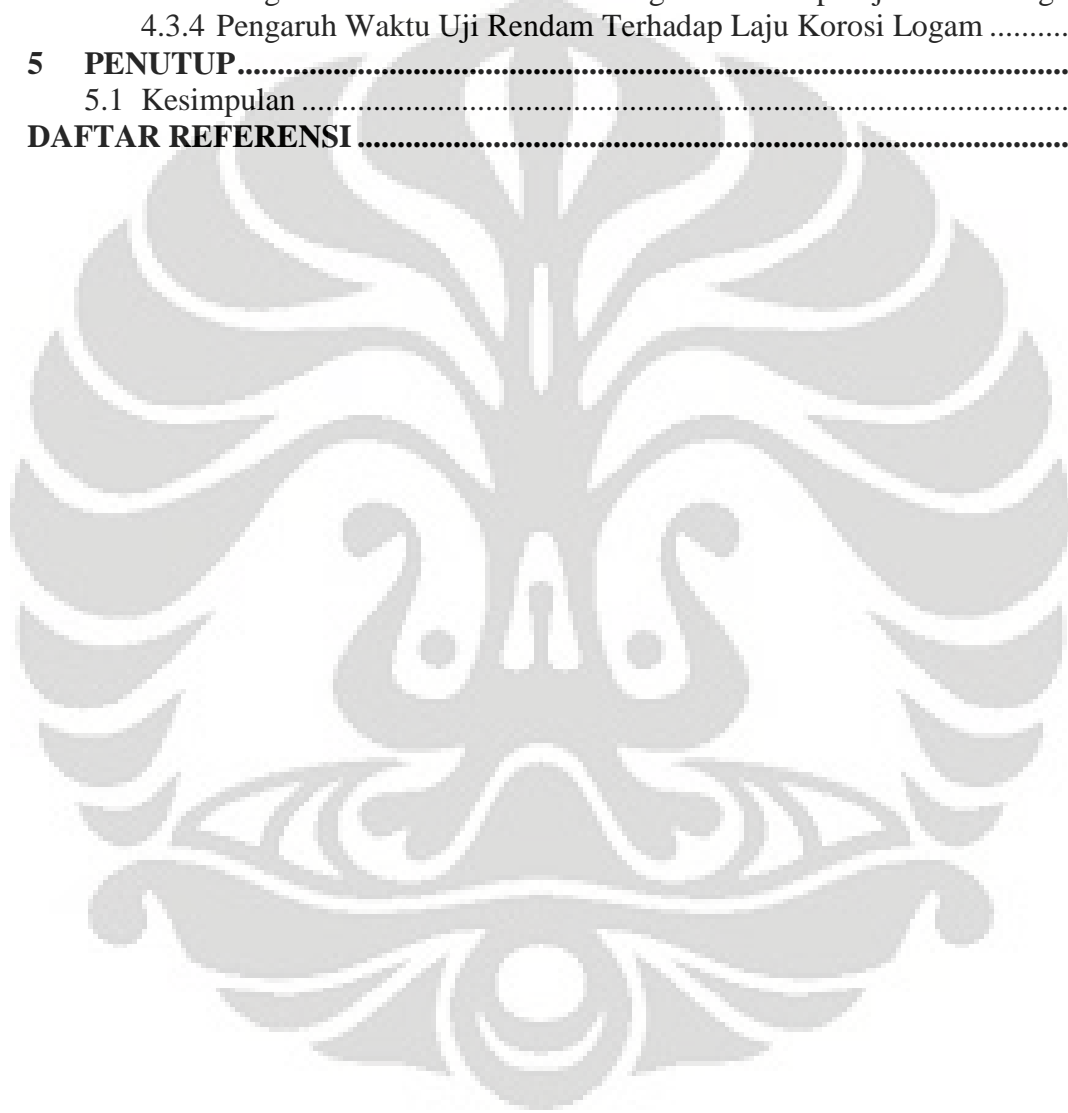 4.3.4 Pengaruh Waktu Uji Rendam Terhadap Laju Korosi Logam ..........
5 PENUTUP..........................................................................................
5.1 Kesimpulan ...................................................................................
DAFTAR REFERENSI ............................................................................